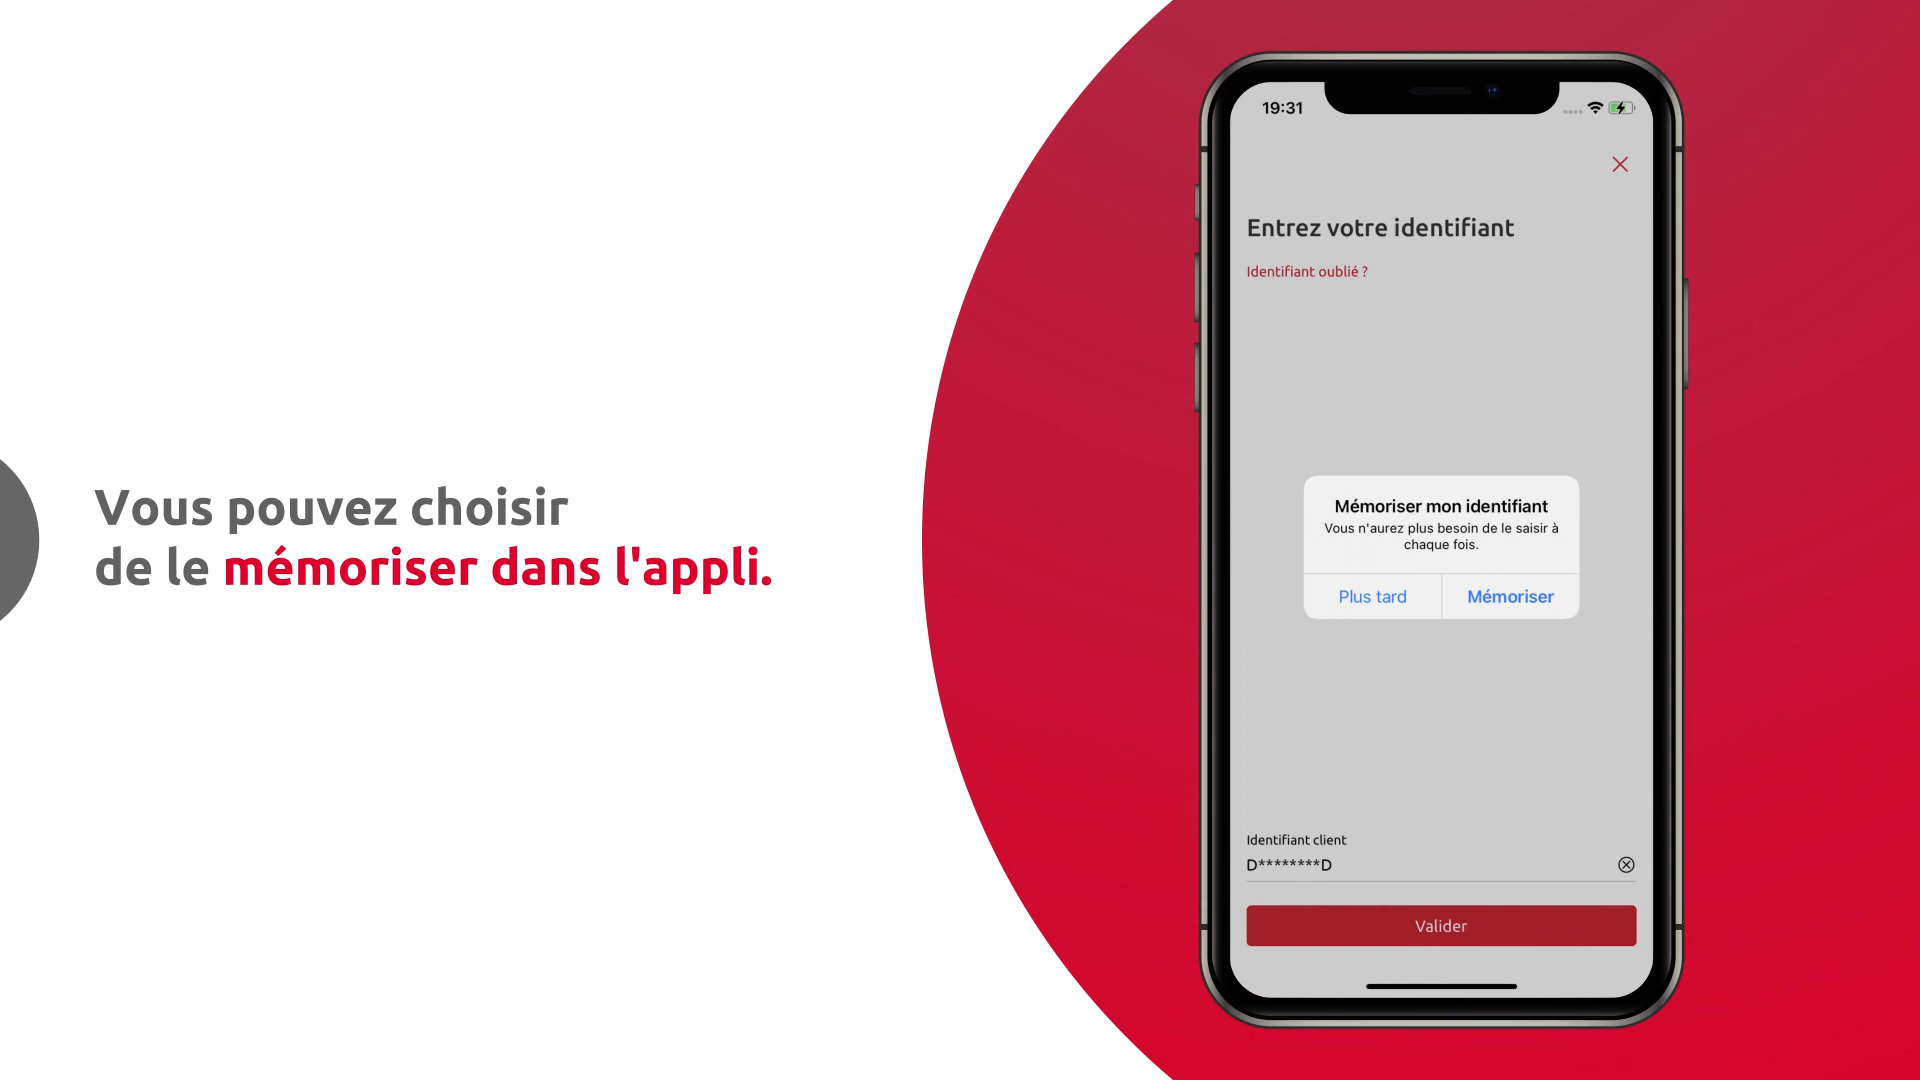 Vous pouvez choisir
de le mémoriser dans l'appli.
19:31
Entrez votre identifiant
Identifiant oublié ?
Mémoriser mon identifiant
Vous n'aurez plus besoin de le saisir à
chaque fois.
Plus tard
Mémoriser
Identifiant client
D********D
Valider